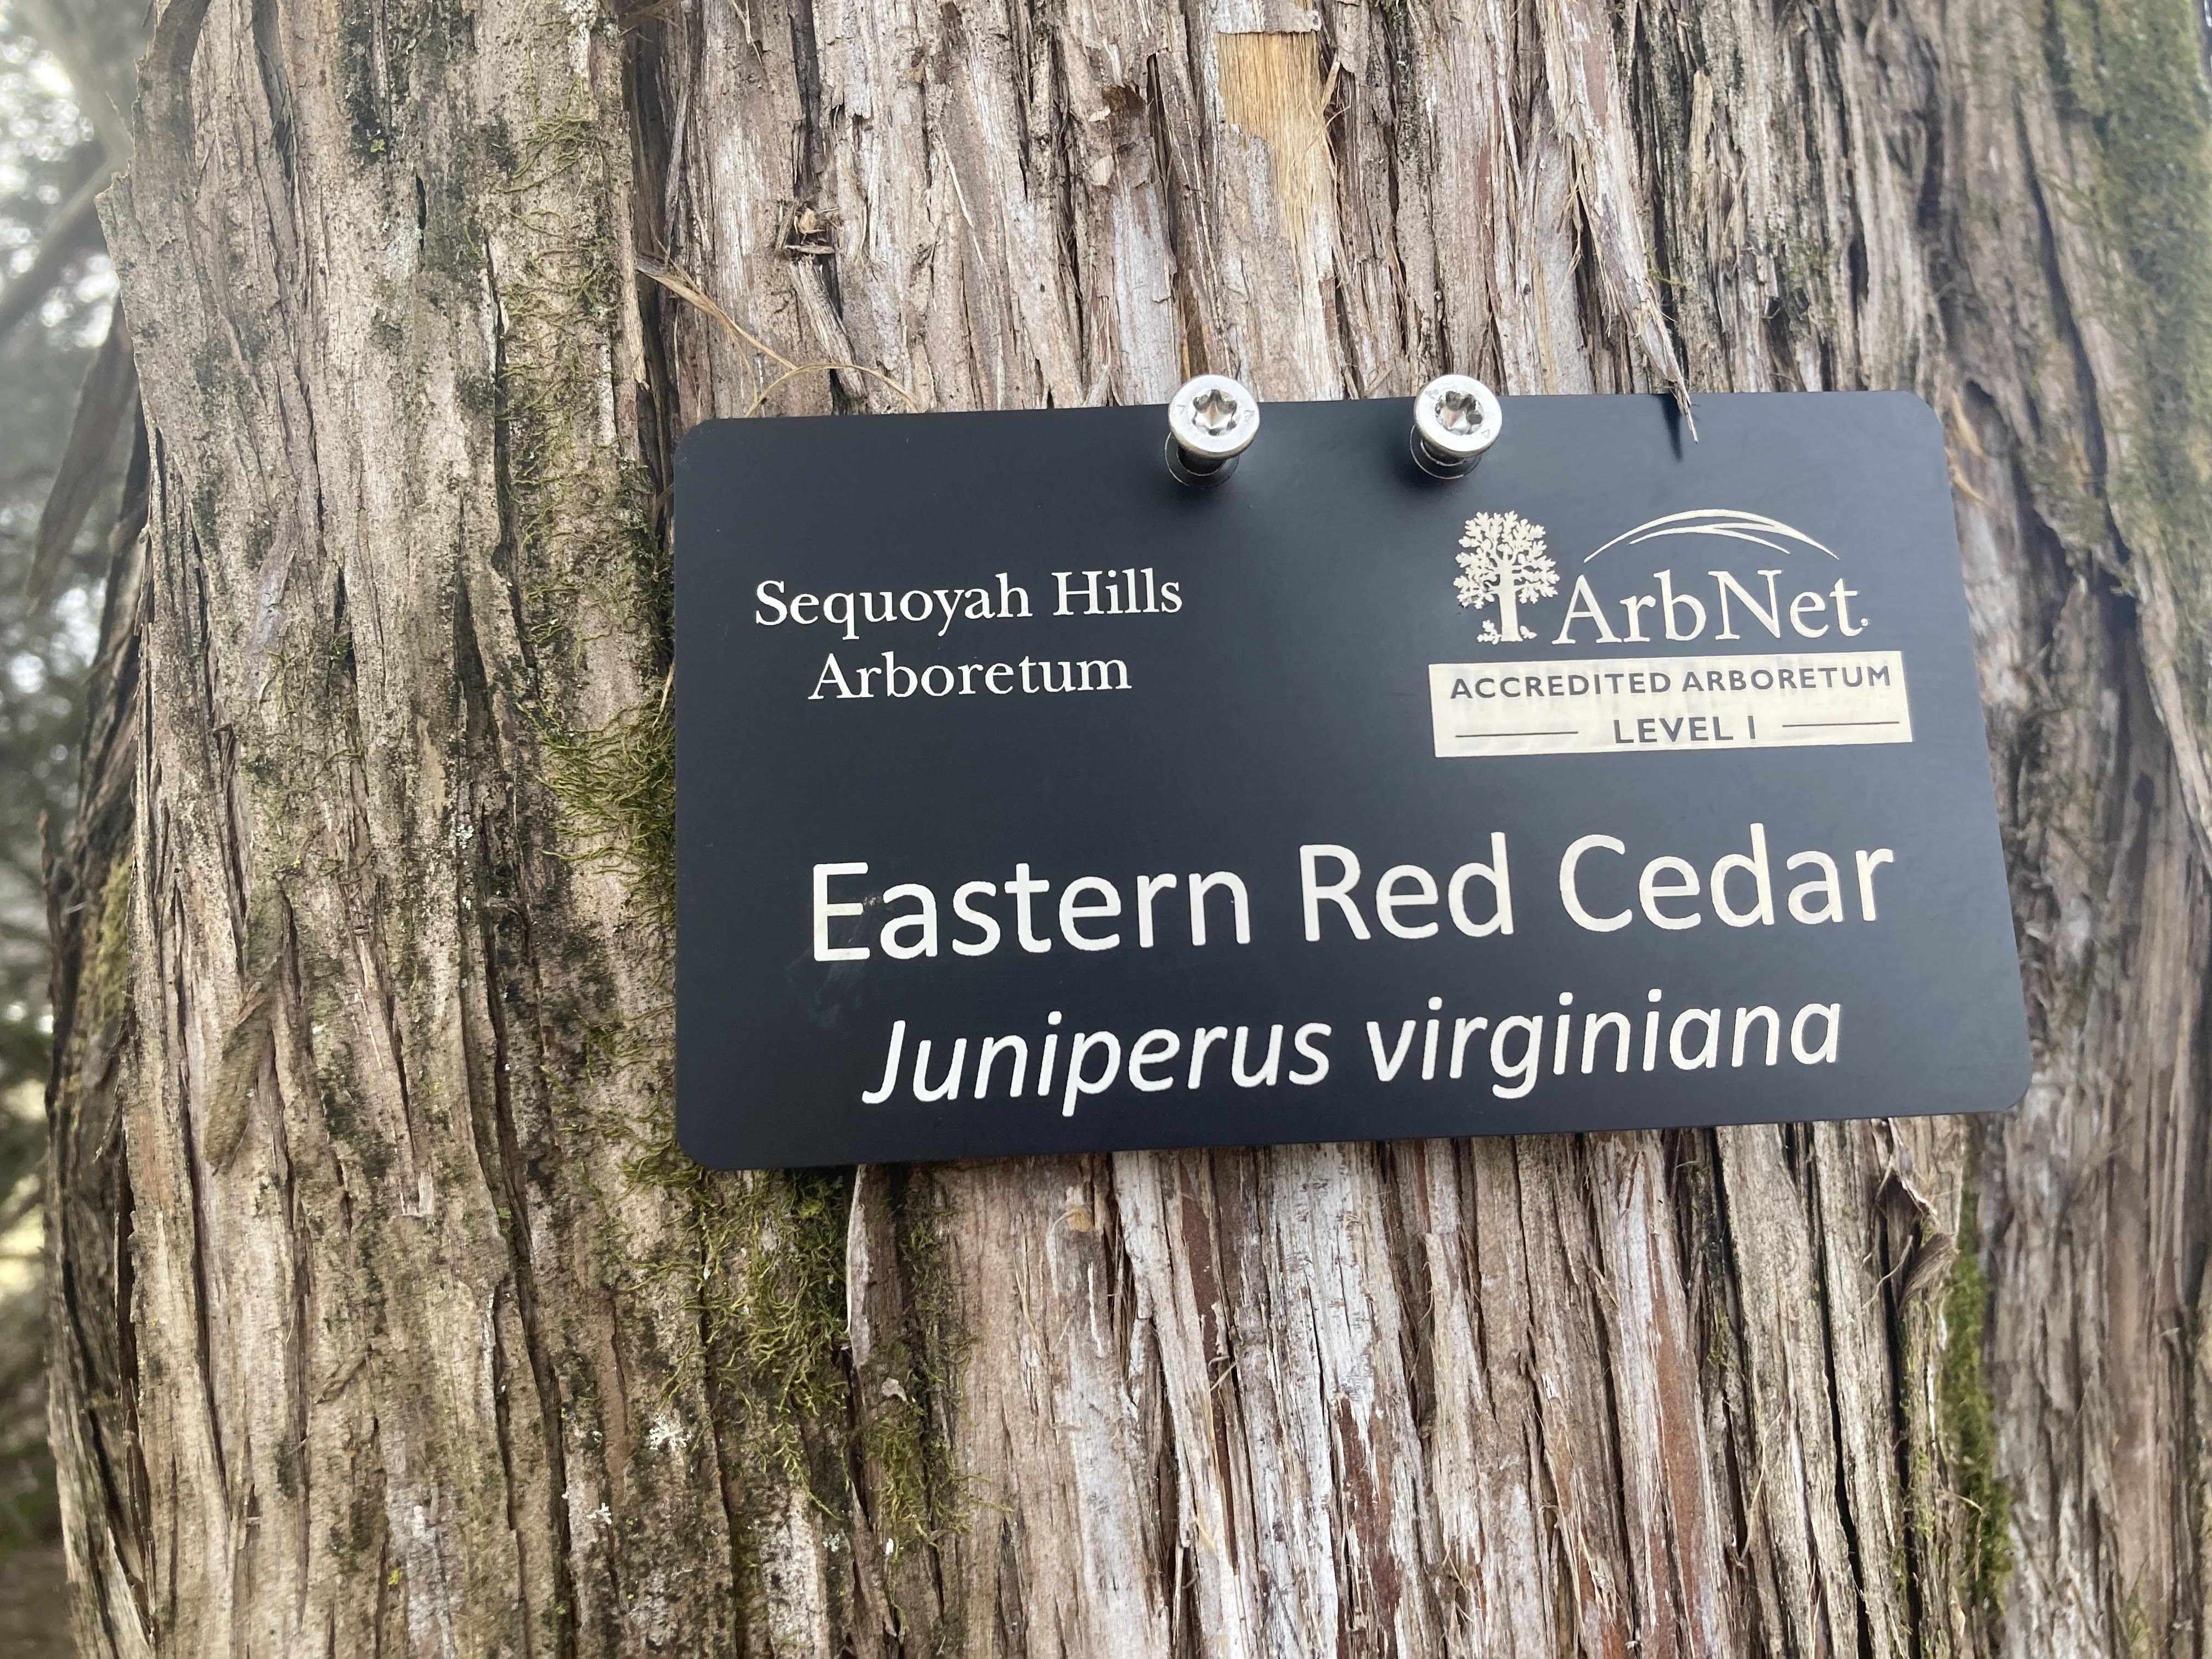 Sequoyah Hills
Arboretum
ArbNet
ACCREDITED ARBORETUM
LEVEL I
Eastern Red Cedar
Juniperus virginiana